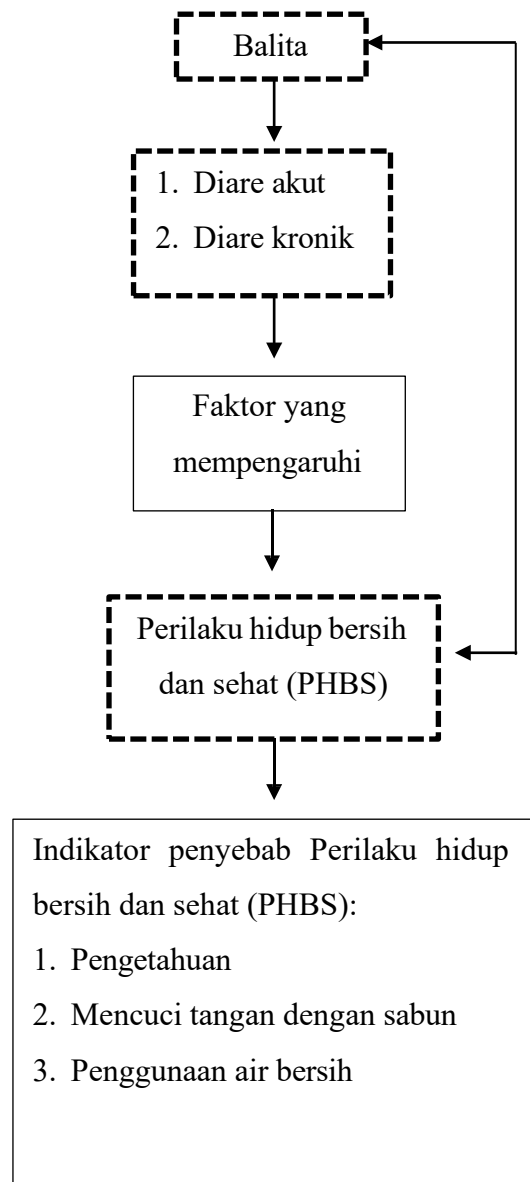 Balita
1. Diare akut
2. Diare kronik
Faktor yang
mempengaruhi
Perilaku hidup bersih
dan sehat (PHBS)
Indikator penyebab Perilaku hidup
bersih dan sehat (PHBS):
1. Pengetahuan
2. Mencuci tangan dengan sabun
3. Penggunaan air bersih